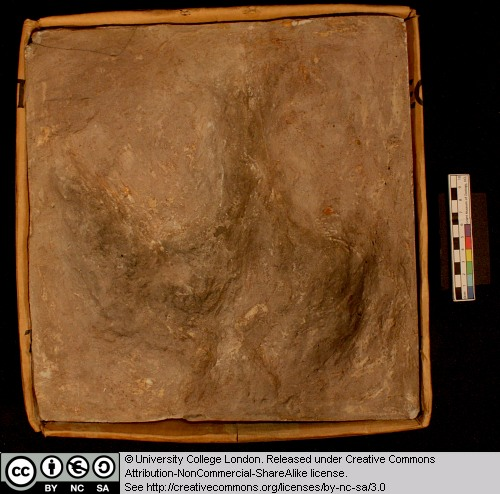 © University College London. Released under Creative Commons
Attribution-NonCommercial-ShareAlike license.
See http://creativecommons.org/licenses/by-nc-sa/3.0
cc
BY NC SA